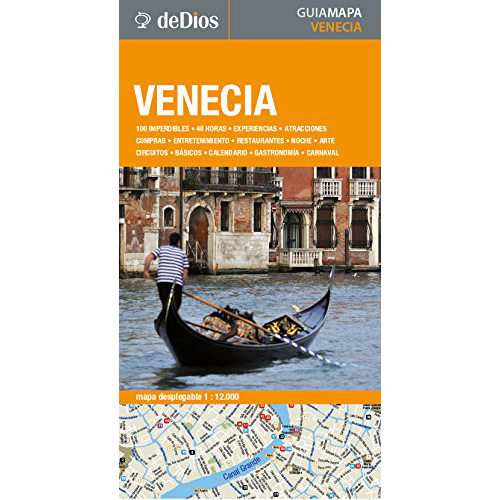 deDios
GUIAMAPA
VENECIA
VENECIA
100 IMPERDIBLES • 48 HORAS • EXPERIENCIAS • ATRACCIONES
COMPRAS • ENTRETENIMIENTO • RESTAURANTES • NOCHE • ARTE
CIRCUITOS • BÁSICOS • CALENDARIO • GASTRONOMÍA • CARNAVAL
mapa desplegable 1 : 12.000
Canal Grande